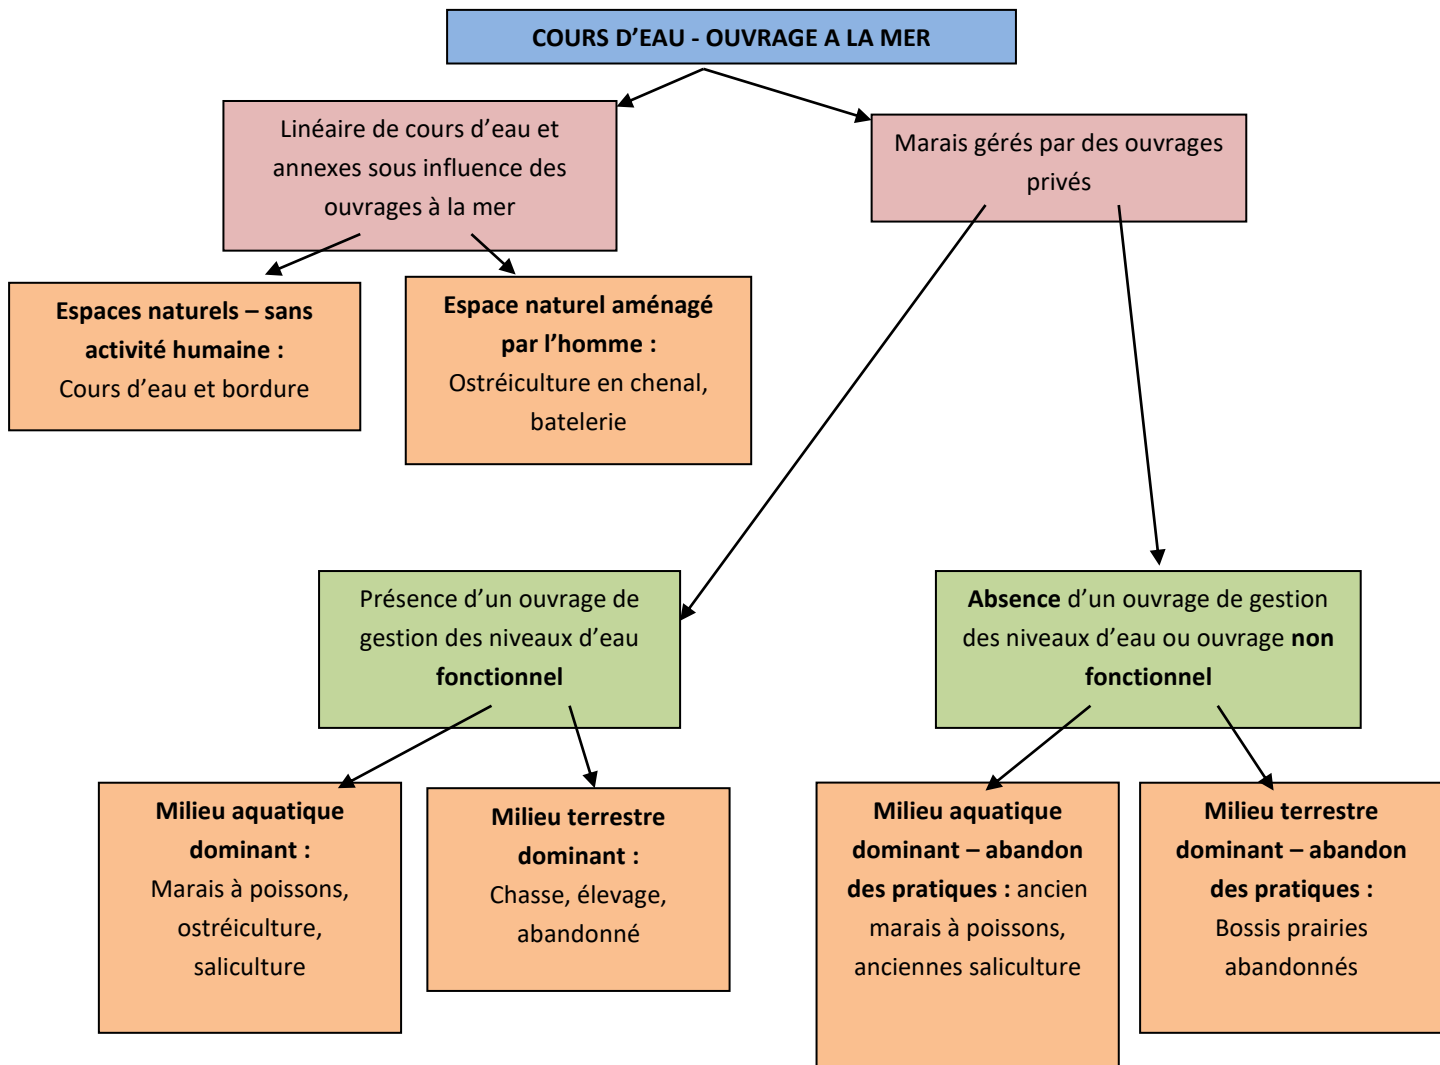 COURS D’EAU - OUVRAGE A LA MER
Linéaire de cours d’eau et
annexes sous influence des
ouvrages à la mer
Marais gérés par des ouvrages
privés
Espaces naturels – sans
activité humaine :
Cours d’eau et bordure
Espace naturel aménagé
par l’homme :
Ostréiculture en chenal,
batelerie
Présence d’un ouvrage de
gestion des niveaux d’eau
fonctionnel
Absence d’un ouvrage de gestion
des niveaux d’eau ou ouvrage non
fonctionnel
Milieu aquatique
dominant :
Marais à poissons,
ostréiculture,
saliculture
Milieu terrestre
dominant :
Chasse, élevage,
abandonné
Milieu aquatique
dominant – abandon
des pratiques : ancien
marais à poissons,
anciennes saliculture
Milieu terrestre
dominant – abandon
des pratiques :
Bossis prairies
abandonnés